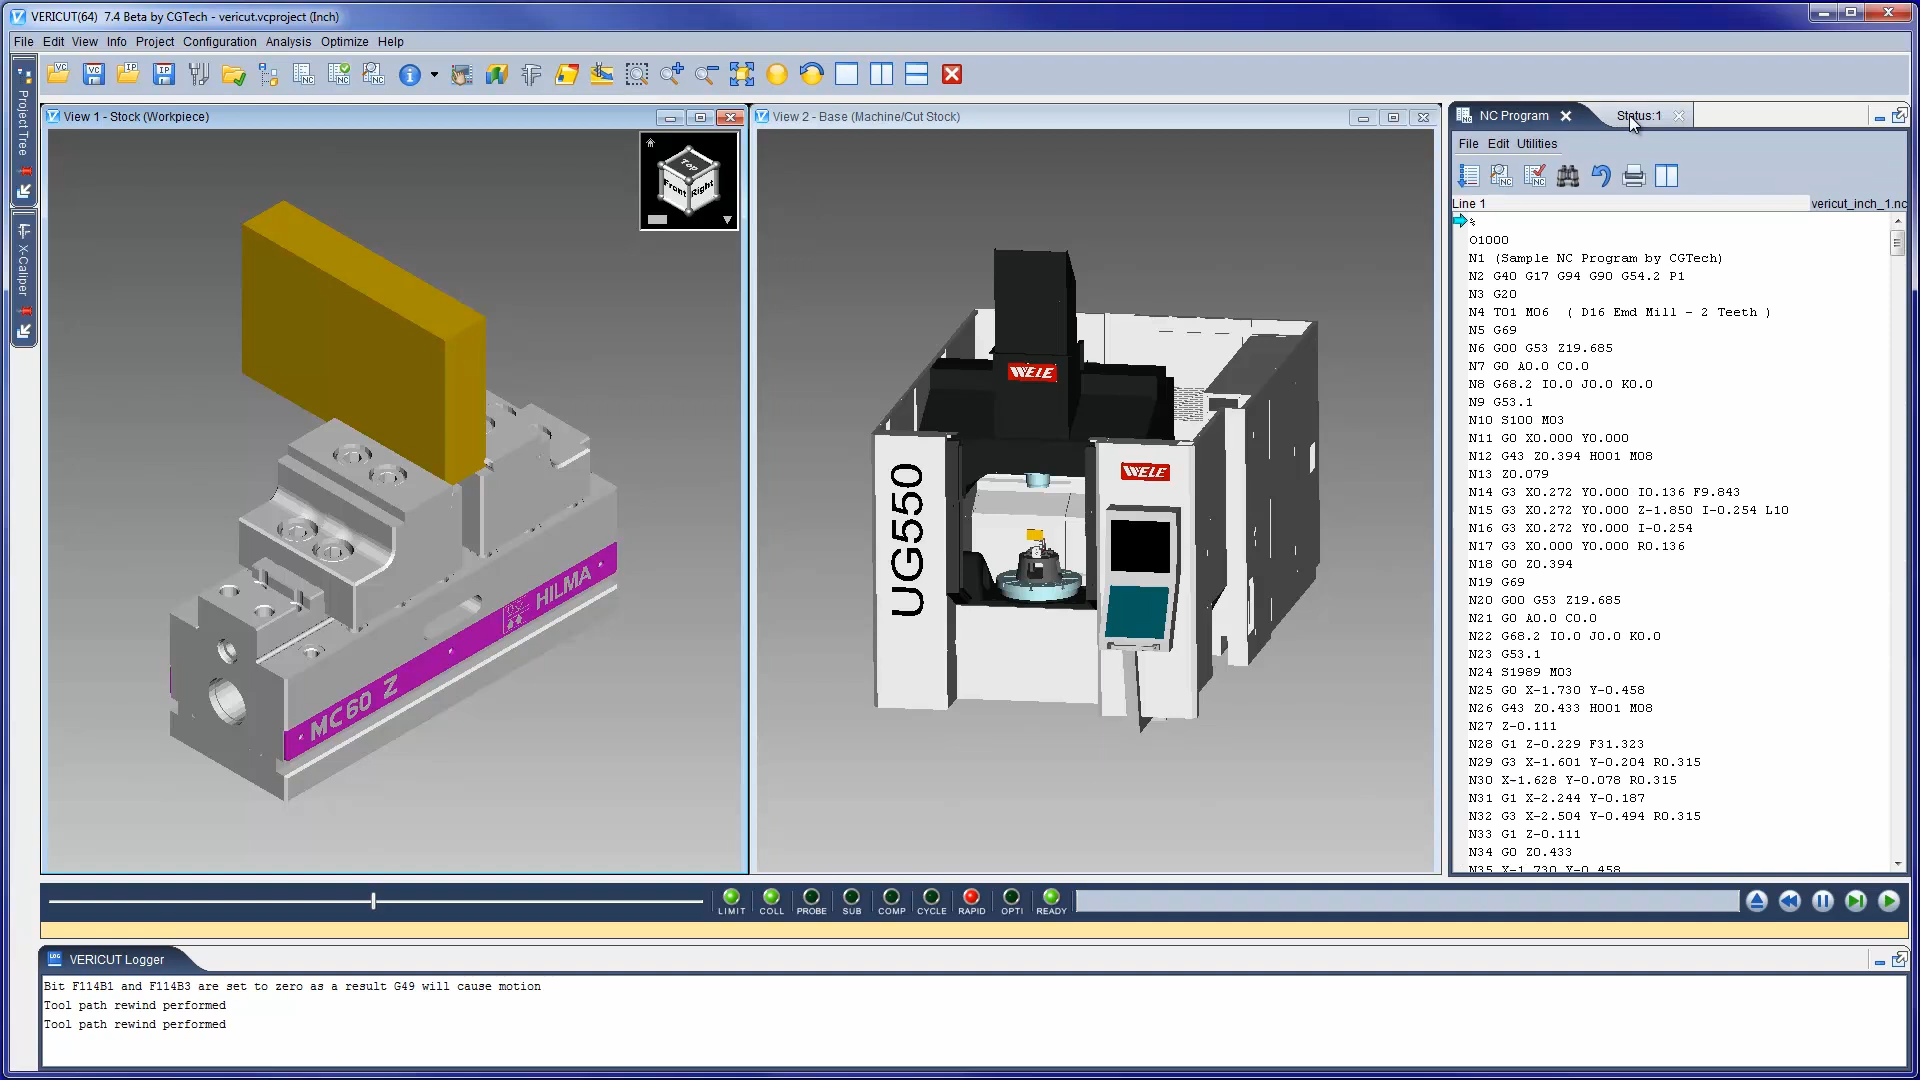 VERICUT(64) 7.4 Beta by CGTech - vericut.vcproject (Inch)
File Edit View Info Project Configuration Analysis Optimize Help
Project Tree
X-Caliper
View 1 - Stock (Workpiece)
Top
Front
Right
MC60 Z
HILMA
View 2 - Base (Machine/Cut Stock)
WELE
WELE
UG550
NC Program
Status:1
File Edit Utilities
Line 1
vericut_inch_1.nc
%
O1000
N1 (Sample NC Program by CGTech)
N2 G40 G17 G94 G90 G54.2 P1
N3 G20
N4 T01 M06 ( D16 Emd Mill - 2 Teeth )
N5 G69
N6 G00 G53 Z19.685
N7 G0 A0.0 C0.0
N8 G68.2 I0.0 J0.0 K0.0
N9 G53.1
N10 S100 M03
N11 G0 X0.000 Y0.000
N12 G43 Z0.394 H001 M08
N13 Z0.079
N14 G3 X0.272 Y0.000 I0.136 F9.843
N15 G3 X0.272 Y0.000 Z-1.850 I-0.254 L10
N16 G3 X0.272 Y0.000 I-0.254
N17 G3 X0.000 Y0.000 R0.136
N18 G0 Z0.394
N19 G69
N20 G00 G53 Z19.685
N21 G0 A0.0 C0.0
N22 G68.2 I0.0 J0.0 K0.0
N23 G53.1
N24 S1989 M03
N25 G0 X-1.730 Y-0.458
N26 G43 Z0.433 H001 M08
N27 Z-0.111
N28 G1 Z-0.229 F31.323
N29 G3 X-1.601 Y-0.204 R0.315
N30 X-1.628 Y-0.078 R0.315
N31 G1 X-2.244 Y-0.187
N32 G3 X-2.504 Y-0.494 R0.315
N33 G1 Z-0.111
N34 G0 Z0.433
N35 X-1.730 Y-0.458
LIMIT COLL PROBE SUB COMP CYCLE RAPID OPTI READY
VERICUT Logger
Bit F114B1 and F114B3 are set to zero as a result G49 will cause motion
Tool path rewind performed
Tool path rewind performed